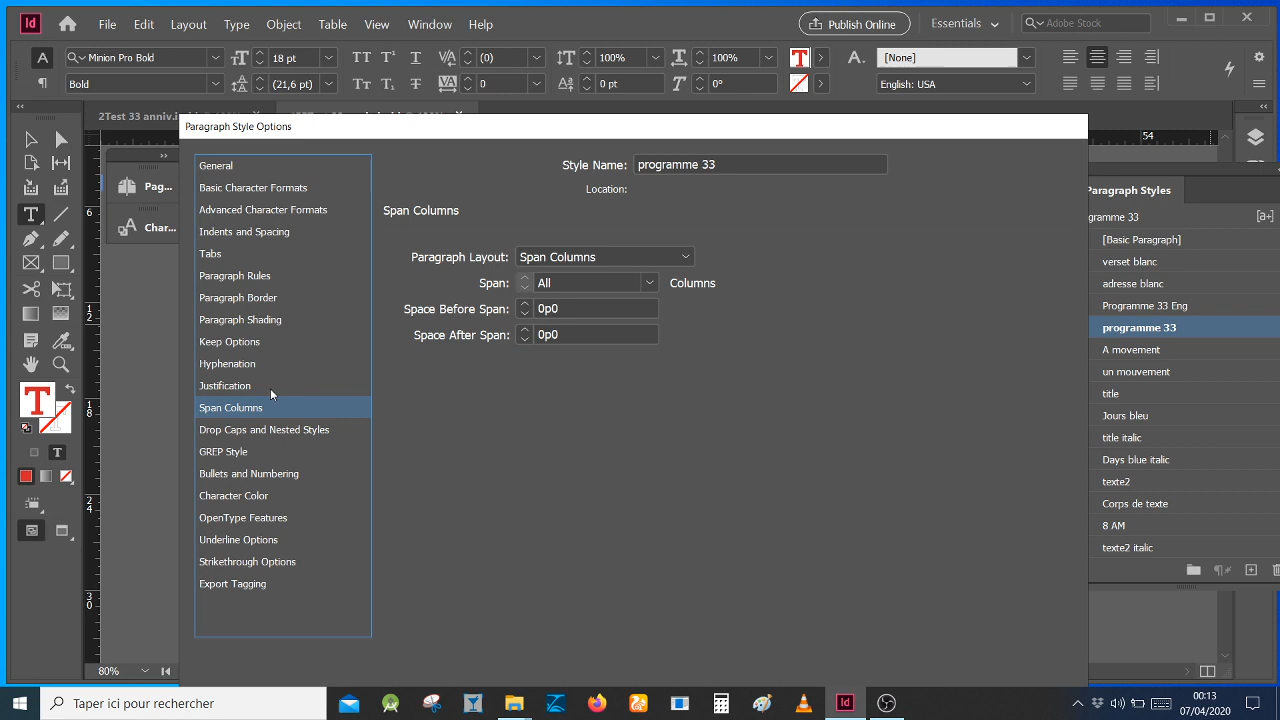 Id File Edit Layout Type Object Table View Window Help Publish Online Essentials Adobe Stock
A Minion Pro Bold 18 pt (0) 100% 100% [None]
Bold (21,6 pt) 0 0 pt 0° English: USA
2Test 33 anniv.i
Paragraph Style Options
54
General
Basic Character Formats
Advanced Character Formats
Indents and Spacing
Tabs
Paragraph Rules
Paragraph Border
Paragraph Shading
Keep Options
Hyphenation
Justification
Span Columns
Drop Caps and Nested Styles
GREP Style
Bullets and Numbering
Character Color
OpenType Features
Underline Options
Strikethrough Options
Export Tagging
Style Name: programme 33
Location:
Span Columns
Paragraph Layout: Span Columns
Span: All Columns
Space Before Span: 0p0
Space After Span: 0p0
Pag...
Char...
6
12
18
24
30
Paragraph Styles
gramme 33
[Basic Paragraph]
verset blanc
adresse blanc
Programme 33 Eng
programme 33
A movement
un mouvement
title
Jours bleu
title italic
Days blue italic
texte2
Corps de texte
8 AM
texte2 italic
80%
Taper ici pour rechercher
00:13
07/04/2020